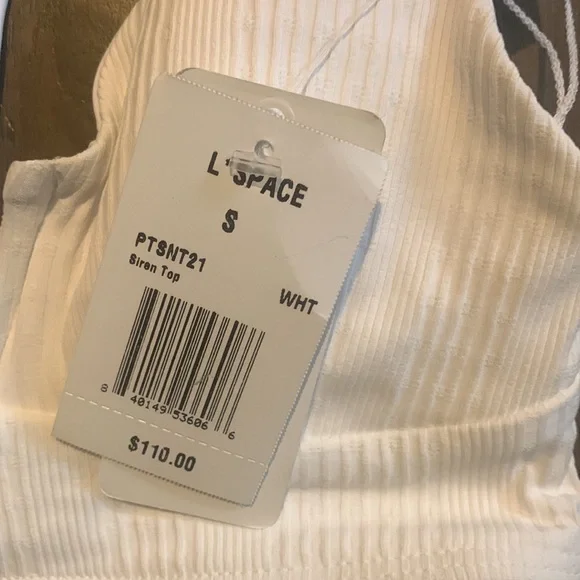 L*SPACE
S
PTSNT21
Siren Top
WHT
8 40149 53606 6
$110.00